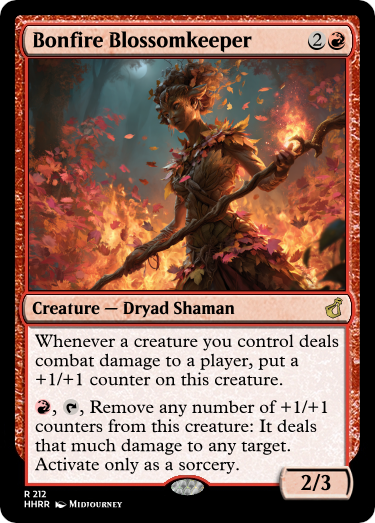 Bonfire Blossomkeeper 2
Creature — Dryad Shaman
Whenever a creature you control deals
combat damage to a player, put a
+1/+1 counter on this creature.
, , Remove any number of +1/+1
counters from this creature: It deals
that much damage to any target.
Activate only as a sorcery.
2/3
R 212
HHRR Midjourney